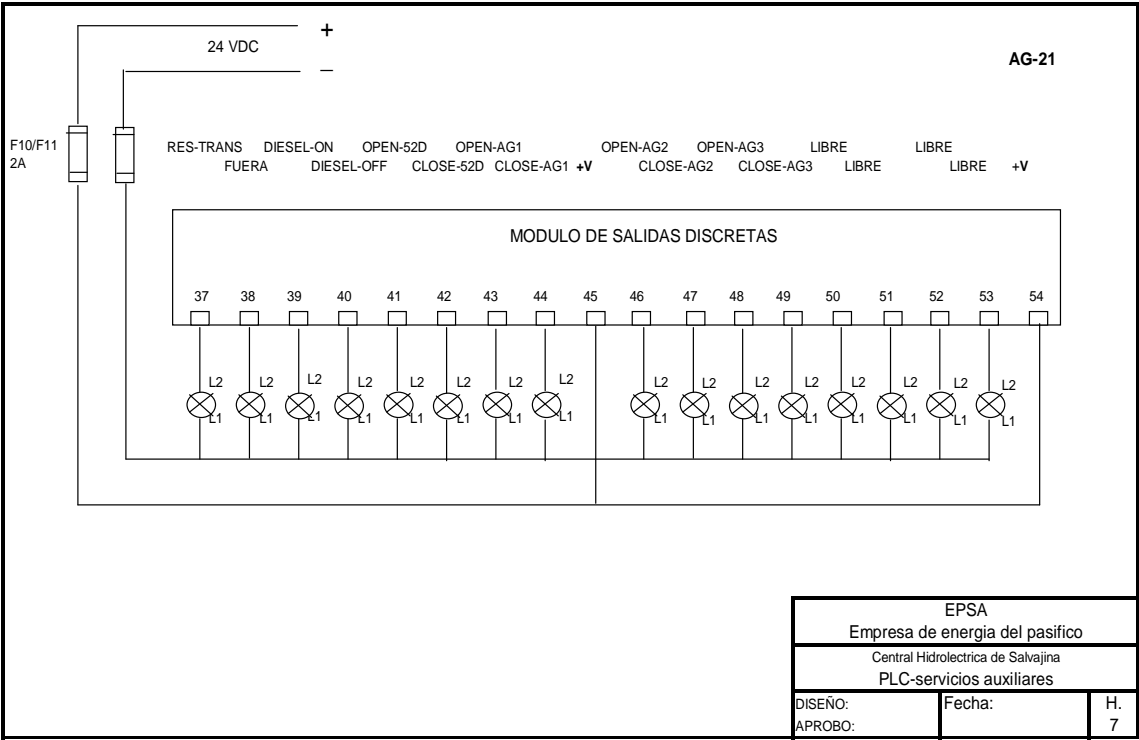 +
24 VDC
–
AG-21
F10/F11
2A
RES-TRANS DIESEL-ON OPEN-52D OPEN-AG1 OPEN-AG2 OPEN-AG3 LIBRE LIBRE
FUERA DIESEL-OFF CLOSE-52D CLOSE-AG1 +V CLOSE-AG2 CLOSE-AG3 LIBRE LIBRE +V
MODULO DE SALIDAS DISCRETAS
37 38 39 40 41 42 43 44 45 46 47 48 49 50 51 52 53 54
L2 L2 L2 L2 L2 L2 L2 L2 L2 L2 L2 L2 L2 L2 L2 L2
L1 L1 L1 L1 L1 L1 L1 L1 L1 L1 L1 L1 L1 L1 L1 L1
EPSA
Empresa de energia del pasifico
Central Hidrolectrica de Salvajina
PLC-servicios auxiliares
DISEÑO: Fecha: H.
APROBO: 7